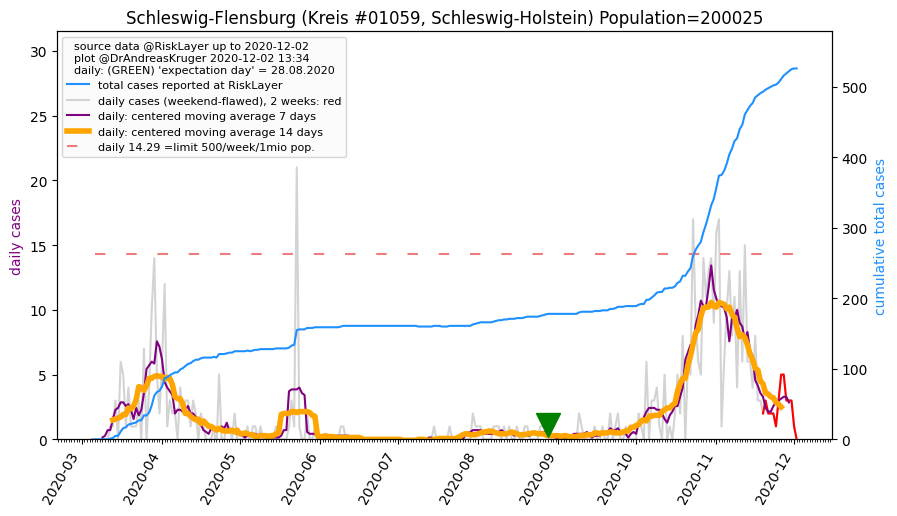 Schleswig-Flensburg (Kreis #01059, Schleswig-Holstein) Population=200025
source data @RiskLayer up to 2020-12-02
plot @DrAndreasKruger 2020-12-02 13:34
daily: (GREEN) 'expectation day' = 28.08.2020
total cases reported at RiskLayer
daily cases (weekend-flawed), 2 weeks: red
daily: centered moving average 7 days
daily: centered moving average 14 days
daily 14.29 =limit 500/week/1mio pop.
daily cases
30
25
20
15
10
5
0
cumulative total cases
500
400
300
200
100
0
2020-03
2020-04
2020-05
2020-06
2020-07
2020-08
2020-09
2020-10
2020-11
2020-12